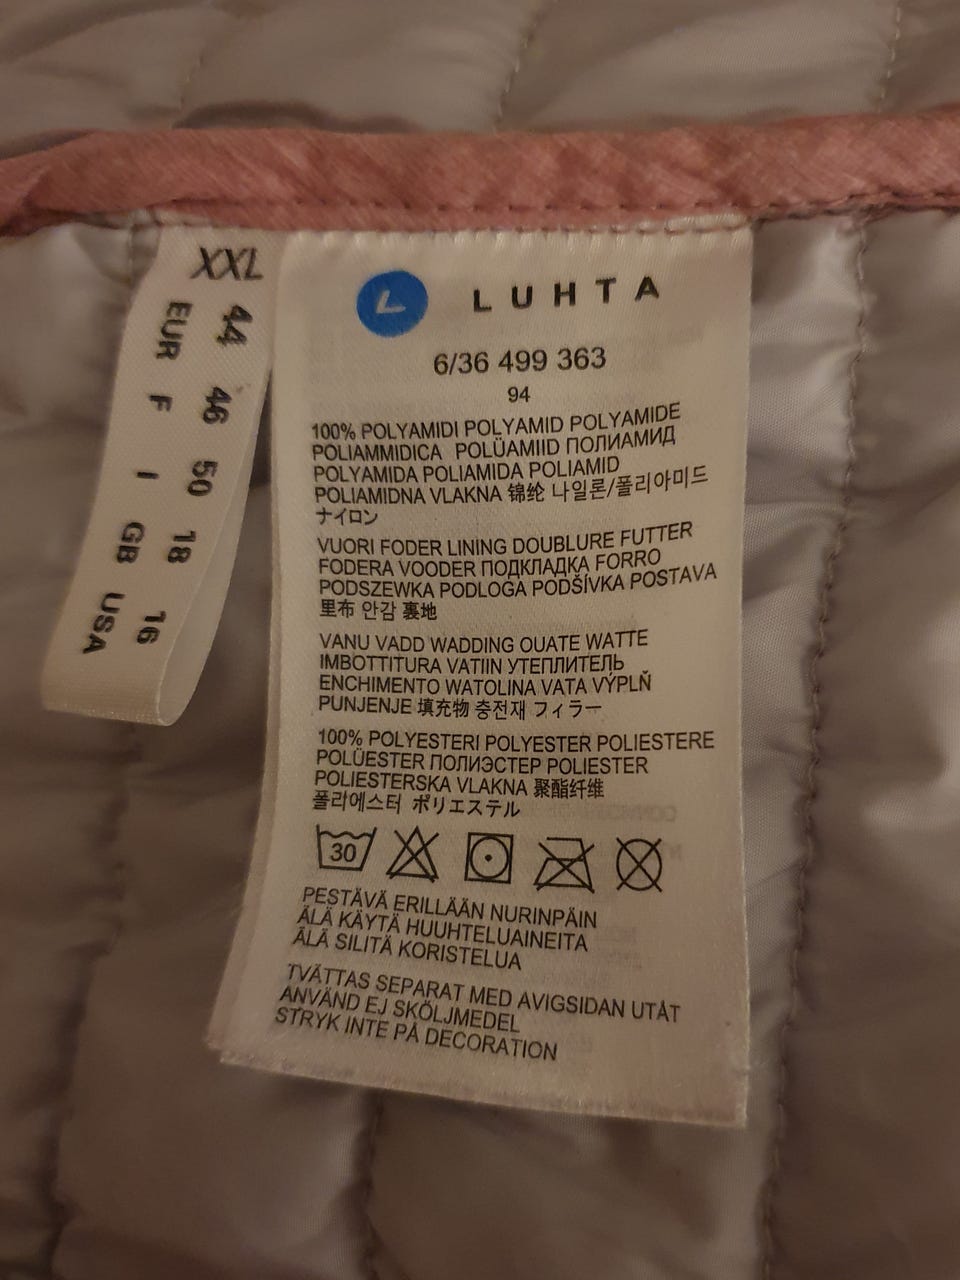 XXL
44 46 50 18 16
EUR F I GB USA
L LUHTA
6/36 499 363
94
100% POLYAMIDI POLYAMID POLYAMIDE
POLIAMMIDICA POLÜAMIID ПОЛИАМИД
POLYAMIDA POLIAMIDA POLIAMID
POLIAMIDNA VLAKNA 锦纶 나일론/폴리아미드
ナイロン
VUORI FODER LINING DOUBLURE FUTTER
FODERA VOODER ПОДКЛАДКА FORRO
PODSZEWKA PODLOGA PODŠÍVKA POSTAVA
里布 안감 裏地
VANU VADD WADDING OUATE WATTE
IMBOTTITURA VATIIN УТЕПЛИТЕЛЬ
ENCHIMENTO WATOLINA VATA VÝPLŇ
PUNJENJE 填充物 충전재 フィラー
100% POLYESTERI POLYESTER POLIESTERE
POLÜESTER ПОЛИЭСТЕР POLIESTER
POLIESTERSKA VLAKNA 聚酯纤维
폴리에스터 ポリエステル
30
PESTÄVÄ ERILLÄÄN NURINPÄIN
ÄLÄ KÄYTÄ HUUHTELUAINEITA
ÄLÄ SILITÄ KORISTELUA
TVÄTTAS SEPARAT MED AVIGSIDAN UTÅT
ANVÄND EJ SKÖLJMEDEL
STRYK INTE PÅ DECORATION